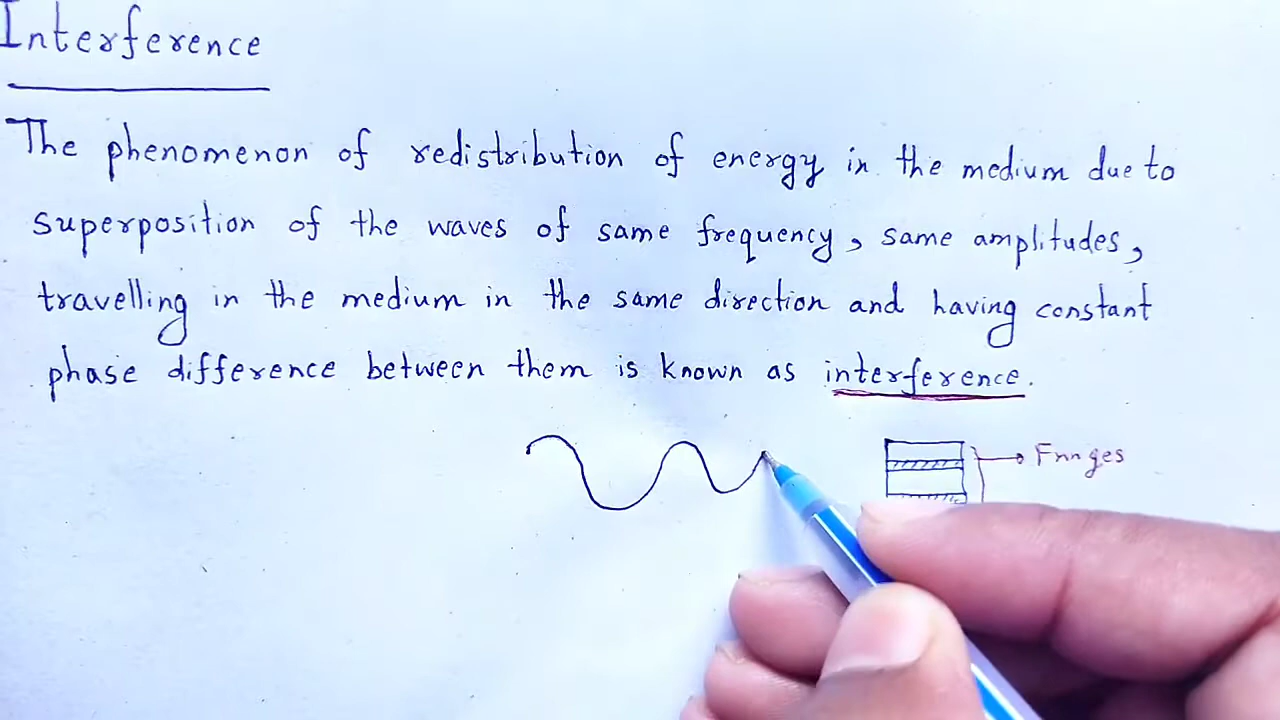 Interference
The phenomenon of redistribution of energy in the medium due to
superposition of the waves of same frequency, same amplitudes,
travelling in the medium in the same direction and having constant
phase difference between them is known as interference.
Fringes